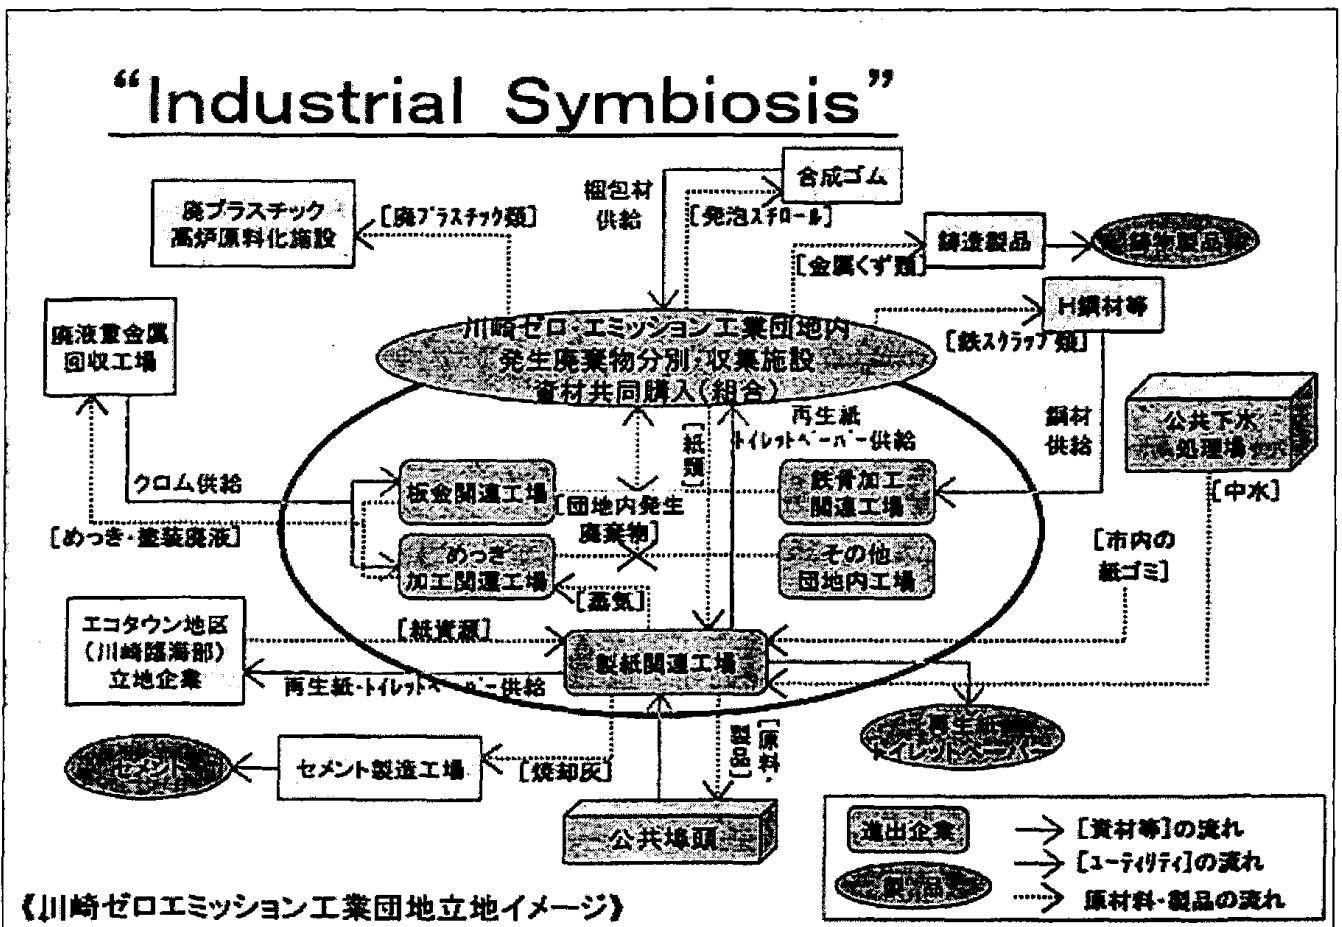 “Industrial Symbiosis”
合成ゴム
梱包材
供給
[発泡スチロール]
廃プラスチック
高炉原料化施設
[廃プラスチック類]
鋳造製品
[金属くず類]
H鋼材等
[鉄スクラップ類]
廃液重金属
回収工場
川崎ゼロ・エミッション工業団地内
発生廃棄物分別・収集施設
資材共同購入(組合)
鋼材
供給
公共下水
処理場
[中水]
[紙類]
再生紙
トイレットペーパー供給
クロム供給
板金関連工場
[団地内発生
廃棄物]
鉄骨加工
関連工場
[めっき・塗装廃液]
めっき
加工関連工場
その他
団地内工場
[市内の
紙ゴミ]
[蒸気]
エコタウン地区
(川崎臨海部)
立地企業
[紙資源]
製紙関連工場
再生紙・トイレットペーパー供給
再生紙
トイレットペーパー
セメント
セメント製造工場
[焼却灰]
[原料・
製品]
公共埠頭
進出企業
[資材等]の流れ
[ユーティリティ]の流れ
製品
原材料・製品の流れ
《川崎ゼロエミッション工業団地立地イメージ》